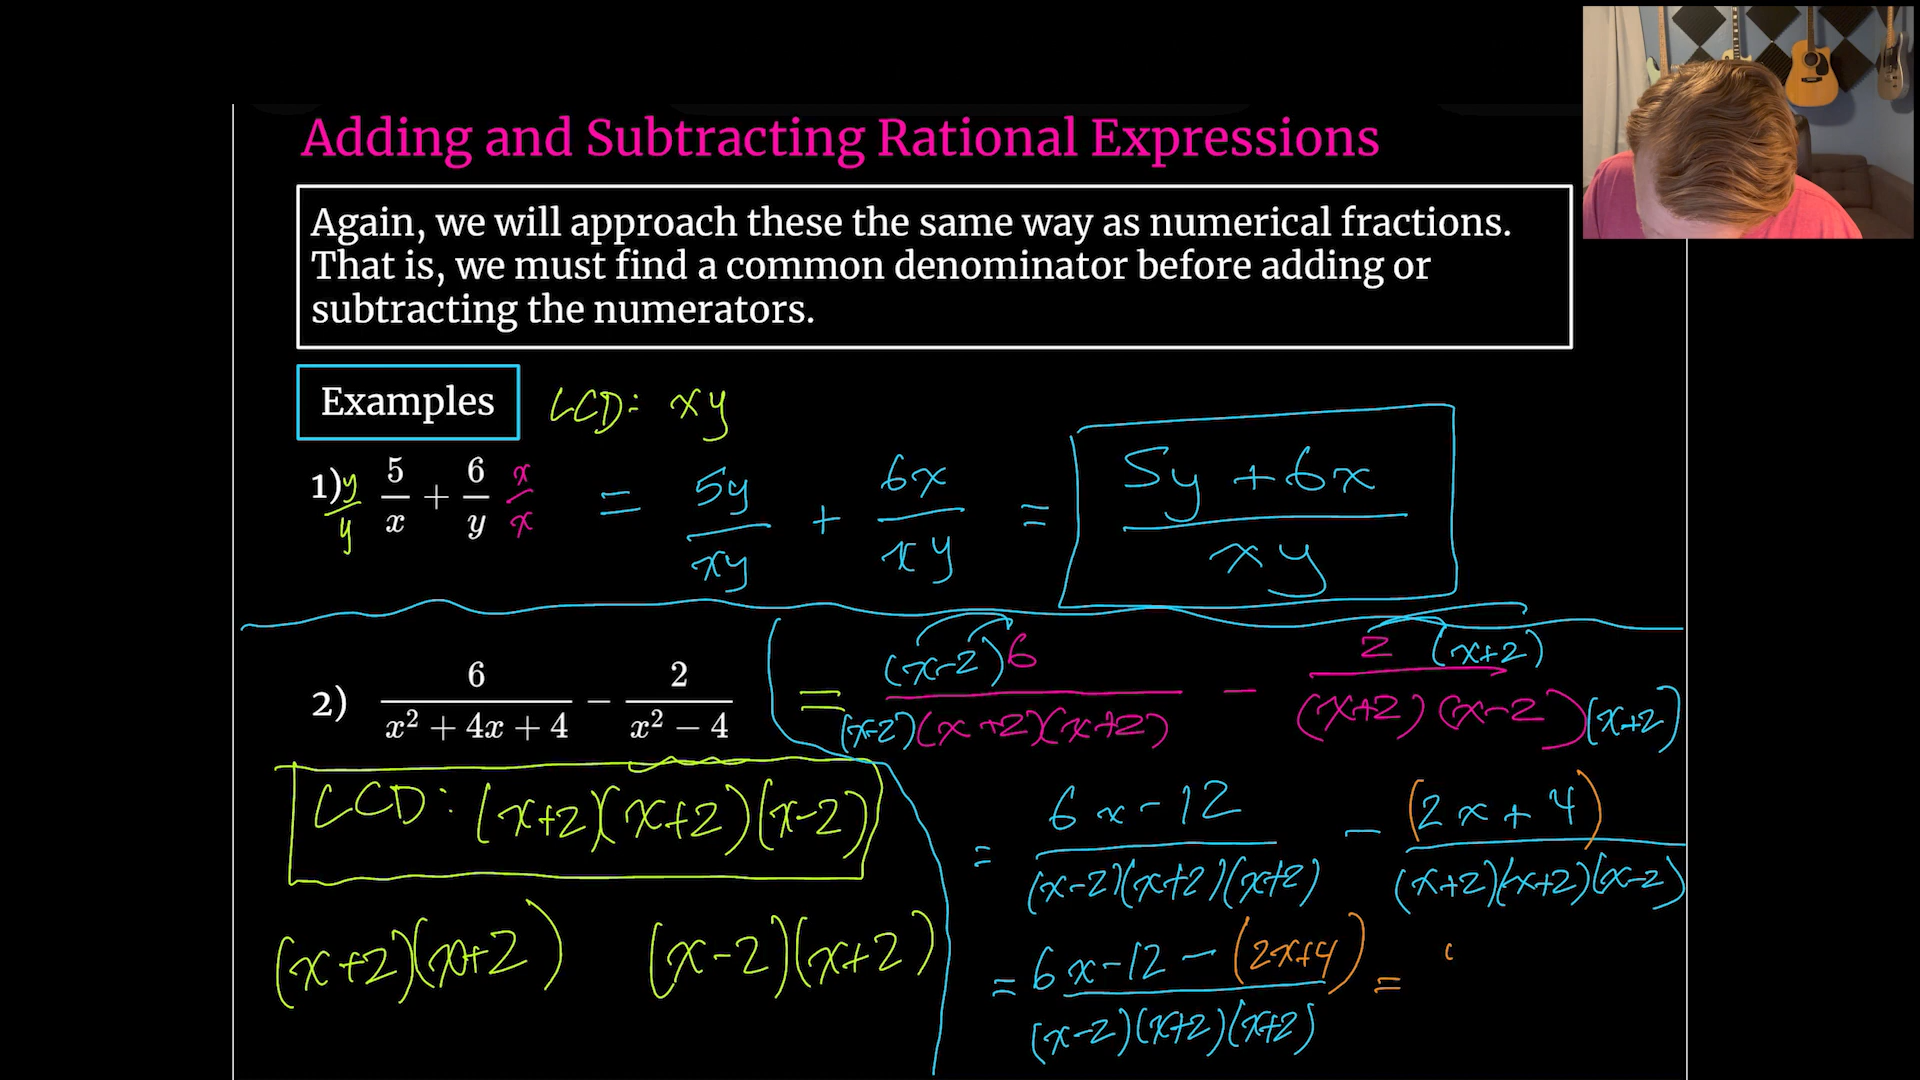 Adding and Subtracting Rational Expressions
Again, we will approach these the same way as numerical fractions.
That is, we must find a common denominator before adding or
subtracting the numerators.
Examples LCD: xy
1) y/y 5/x + 6/y x/x = 5y/xy + 6x/xy = (5y + 6x)/xy
2) 6/(x² + 4x + 4) − 2/(x² − 4) = (x-2)6/(x-2)(x+2)(x+2) − 2(x+2)/(x+2)(x-2)(x+2)
LCD: (x+2)(x+2)(x-2)
(x+2)(x+2) (x-2)(x+2)
= 6x-12/(x-2)(x+2)(x+2) − (2x+4)/(x+2)(x+2)(x-2)
= 6x-12-(2x+4)/(x-2)(x+2)(x+2) =